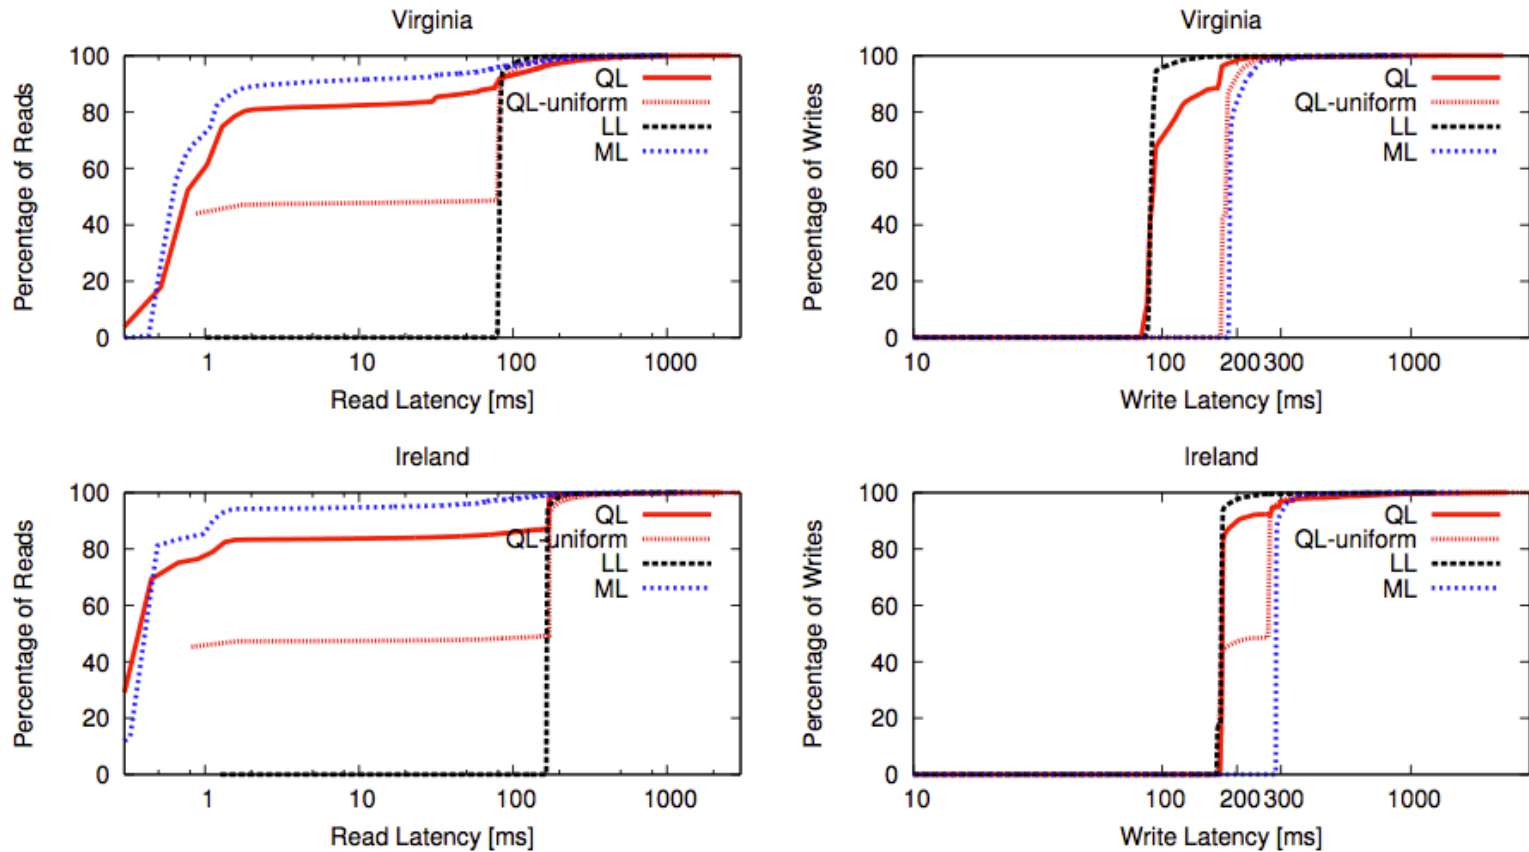 Virginia
Percentage of Reads
100
80
60
40
20
0
QL
QL-uniform
LL
ML
1 10 100 1000
Read Latency [ms]
Virginia
Percentage of Writes
100
80
60
40
20
0
QL
QL-uniform
LL
ML
10 100 200 300 1000
Write Latency [ms]
Ireland
Percentage of Reads
100
80
60
40
20
0
QL
QL-uniform
LL
ML
1 10 100 1000
Read Latency [ms]
Ireland
Percentage of Writes
100
80
60
40
20
0
QL
QL-uniform
LL
ML
10 100 200 300 1000
Write Latency [ms]